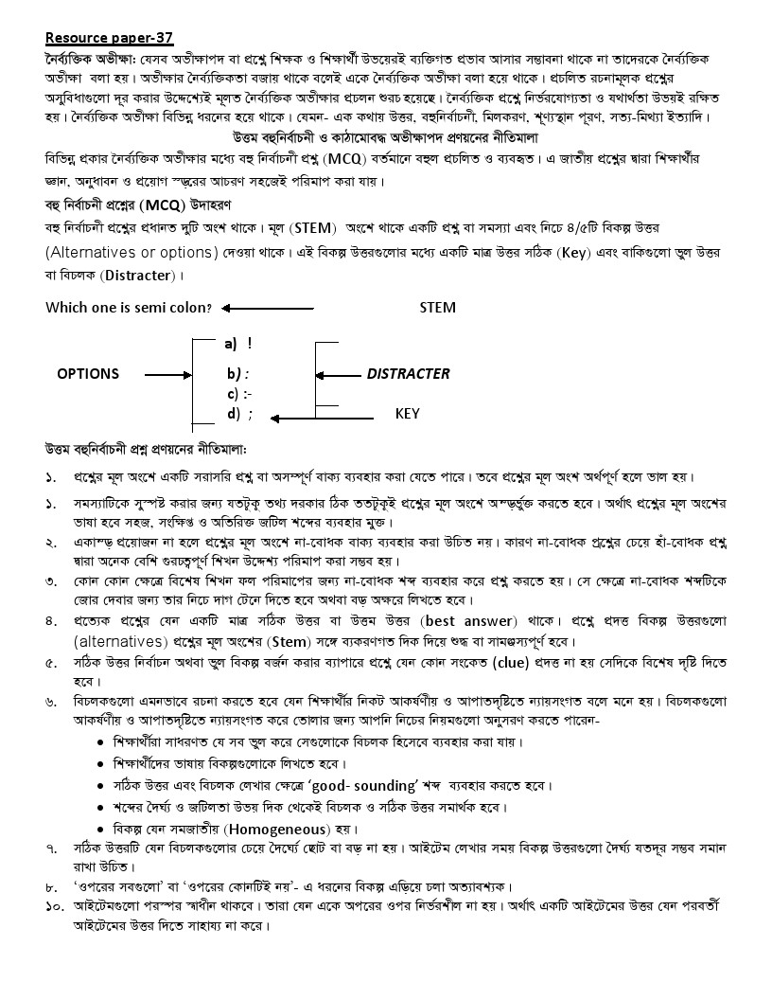 Resource paper-37
নৈর্ব্যক্তিক অভীক্ষা: যেসব অভীক্ষাপদ বা প্রশ্নে শিক্ষক ও শিক্ষার্থী উভয়েরই ব্যক্তিগত প্রভাব আসার সম্ভাবনা থাকে না তাদেরকে নৈর্ব্যক্তিক
অভীক্ষা বলা হয়। অভীক্ষার নৈর্ব্যক্তিকতা বজায় থাকে বলেই একে নৈর্ব্যক্তিক অভীক্ষা বলা হয়ে থাকে। প্রচলিত রচনামূলক প্রশ্নের
অসুবিধাগুলো দূর করার উদ্দেশ্যেই মূলত নৈর্ব্যক্তিক অভীক্ষার প্রচলন শুরচ হয়েছে। নৈর্ব্যক্তিক প্রশ্নে নির্ভরযোগ্যতা ও যথার্থতা উভয়ই রক্ষিত
হয়। নৈর্ব্যক্তিক অভীক্ষা বিভিন্ন ধরনের হয়ে থাকে। যেমন- এক কথায় উত্তর, বহুনির্বাচনী, মিলকরণ, শূণ্যস্থান পূরণ, সত্য-মিথ্যা ইত্যাদি।
উত্তম বহুনির্বাচনী ও কাঠামোবদ্ধ অভীক্ষাপদ প্রণয়নের নীতিমালা
বিভিন্ন প্রকার নৈর্ব্যক্তিক অভীক্ষার মধ্যে বহু নির্বাচনী প্রশ্ন (MCQ) বর্তমানে বহুল প্রচলিত ও ব্যবহৃত। এ জাতীয় প্রশ্নের দ্বারা শিক্ষার্থীর
জ্ঞান, অনুধাবন ও প্রয়োগ স্ড়রের আচরণ সহজেই পরিমাপ করা যায়।
বহু নির্বাচনী প্রশ্নের (MCQ) উদাহরণ
বহু নির্বাচনী প্রশ্নের প্রধানত দুটি অংশ থাকে। মূল (STEM) অংশে থাকে একটি প্রশ্ন বা সমস্যা এবং নিচে ৪/৫টি বিকল্প উত্তর
(Alternatives or options) দেওয়া থাকে। এই বিকল্প উত্তরগুলোর মধ্যে একটি মাত্র উত্তর সঠিক (Key) এবং বাকিগুলো ভুল উত্তর
বা বিচলক (Distracter)।
Which one is semi colon? STEM
a) !
OPTIONS b) : DISTRACTER
c) :-
d) ; KEY
উত্তম বহুনির্বাচনী প্রশ্ন প্রণয়নের নীতিমালা:
১. প্রশ্নের মূল অংশে একটি সরাসরি প্রশ্ন বা অসম্পূর্ণ বাক্য ব্যবহার করা যেতে পারে। তবে প্রশ্নের মূল অংশ অর্থপূর্ণ হলে ভাল হয়।
১. সমস্যাটিকে সুস্পষ্ট করার জন্য যতটুকু তথ্য দরকার ঠিক ততটুকুই প্রশ্নের মূল অংশে অম্ড়র্ভুক্ত করতে হবে। অর্থাৎ প্রশ্নের মূল অংশের
ভাষা হবে সহজ, সংক্ষিপ্ত ও অতিরিক্ত জটিল শব্দের ব্যবহার মুক্ত।
২. একাম্ড় প্রয়োজন না হলে প্রশ্নের মূল অংশে না-বোধক বাক্য ব্যবহার করা উচিত নয়। কারণ না-বোধক প্রশ্নের চেয়ে হাঁ-বোধক প্রশ্ন
দ্বারা অনেক বেশি গুরচত্বপূর্ণ শিখন উদ্দেশ্য পরিমাপ করা সম্ভব হয়।
৩. কোন কোন ক্ষেত্রে বিশেষ শিখন ফল পরিমাপের জন্য না-বোধক শব্দ ব্যবহার করে প্রশ্ন করতে হয়। সে ক্ষেত্রে না-বোধক শব্দটিকে
জোর দেবার জন্য তার নিচে দাগ টেনে দিতে হবে অথবা বড় অক্ষরে লিখতে হবে।
৪. প্রত্যেক প্রশ্নের যেন একটি মাত্র সঠিক উত্তর বা উত্তম উত্তর (best answer) থাকে। প্রশ্নে প্রদত্ত বিকল্প উত্তরগুলো
(alternatives) প্রশ্নের মূল অংশের (Stem) সঙ্গে ব্যকরণগত দিক দিয়ে শুদ্ধ বা সামঞ্জস্যপূর্ণ হবে।
৫. সঠিক উত্তর নির্বাচন অথবা ভুল বিকল্প বর্জন করার ব্যাপারে প্রশ্নে যেন কোন সংকেত (clue) প্রদত্ত না হয় সেদিকে বিশেষ দৃষ্টি দিতে
হবে।
৬. বিচলকগুলো এমনভাবে রচনা করতে হবে যেন শিক্ষার্থীর নিকট আকর্ষণীয় ও আপাতদৃষ্টিতে ন্যায়সংগত বলে মনে হয়। বিচলকগুলো
আকর্ষণীয় ও আপাতদৃষ্টিতে ন্যায়সংগত করে তোলার জন্য আপনি নিচের নিয়মগুলো অনুসরণ করতে পারেন-
• শিক্ষার্থীরা সাধরণত যে সব ভুল করে সেগুলোকে বিচলক হিসেবে ব্যবহার করা যায়।
• শিক্ষার্থীদের ভাষায় বিকল্পগুলোকে লিখতে হবে।
• সঠিক উত্তর এবং বিচলক লেখার ক্ষেত্রে ‘good- sounding’ শব্দ ব্যবহার করতে হবে।
• শব্দের দৈর্ঘ্য ও জটিলতা উভয় দিক থেকেই বিচলক ও সঠিক উত্তর সমার্থক হবে।
• বিকল্প যেন সমজাতীয় (Homogeneous) হয়।
৭. সঠিক উত্তরটি যেন বিচলকগুলোর চেয়ে দৈর্ঘ্যে ছোট বা বড় না হয়। আইটেম লেখার সময় বিকল্প উত্তরগুলো দৈর্ঘ্য যতদূর সম্ভব সমান
রাখা উচিত।
৮. ‘ওপরের সবগুলো’ বা ‘ওপরের কোনটিই নয়’- এ ধরনের বিকল্প এড়িয়ে চলা অত্যাবশ্যক।
১০. আইটেমগুলো পরস্পর স্বাধীন থাকবে। তারা যেন একে অপরের ওপর নির্ভরশীল না হয়। অর্থাৎ একটি আইটেমের উত্তর যেন পরবর্তী
আইটেমের উত্তর দিতে সাহায্য না করে।